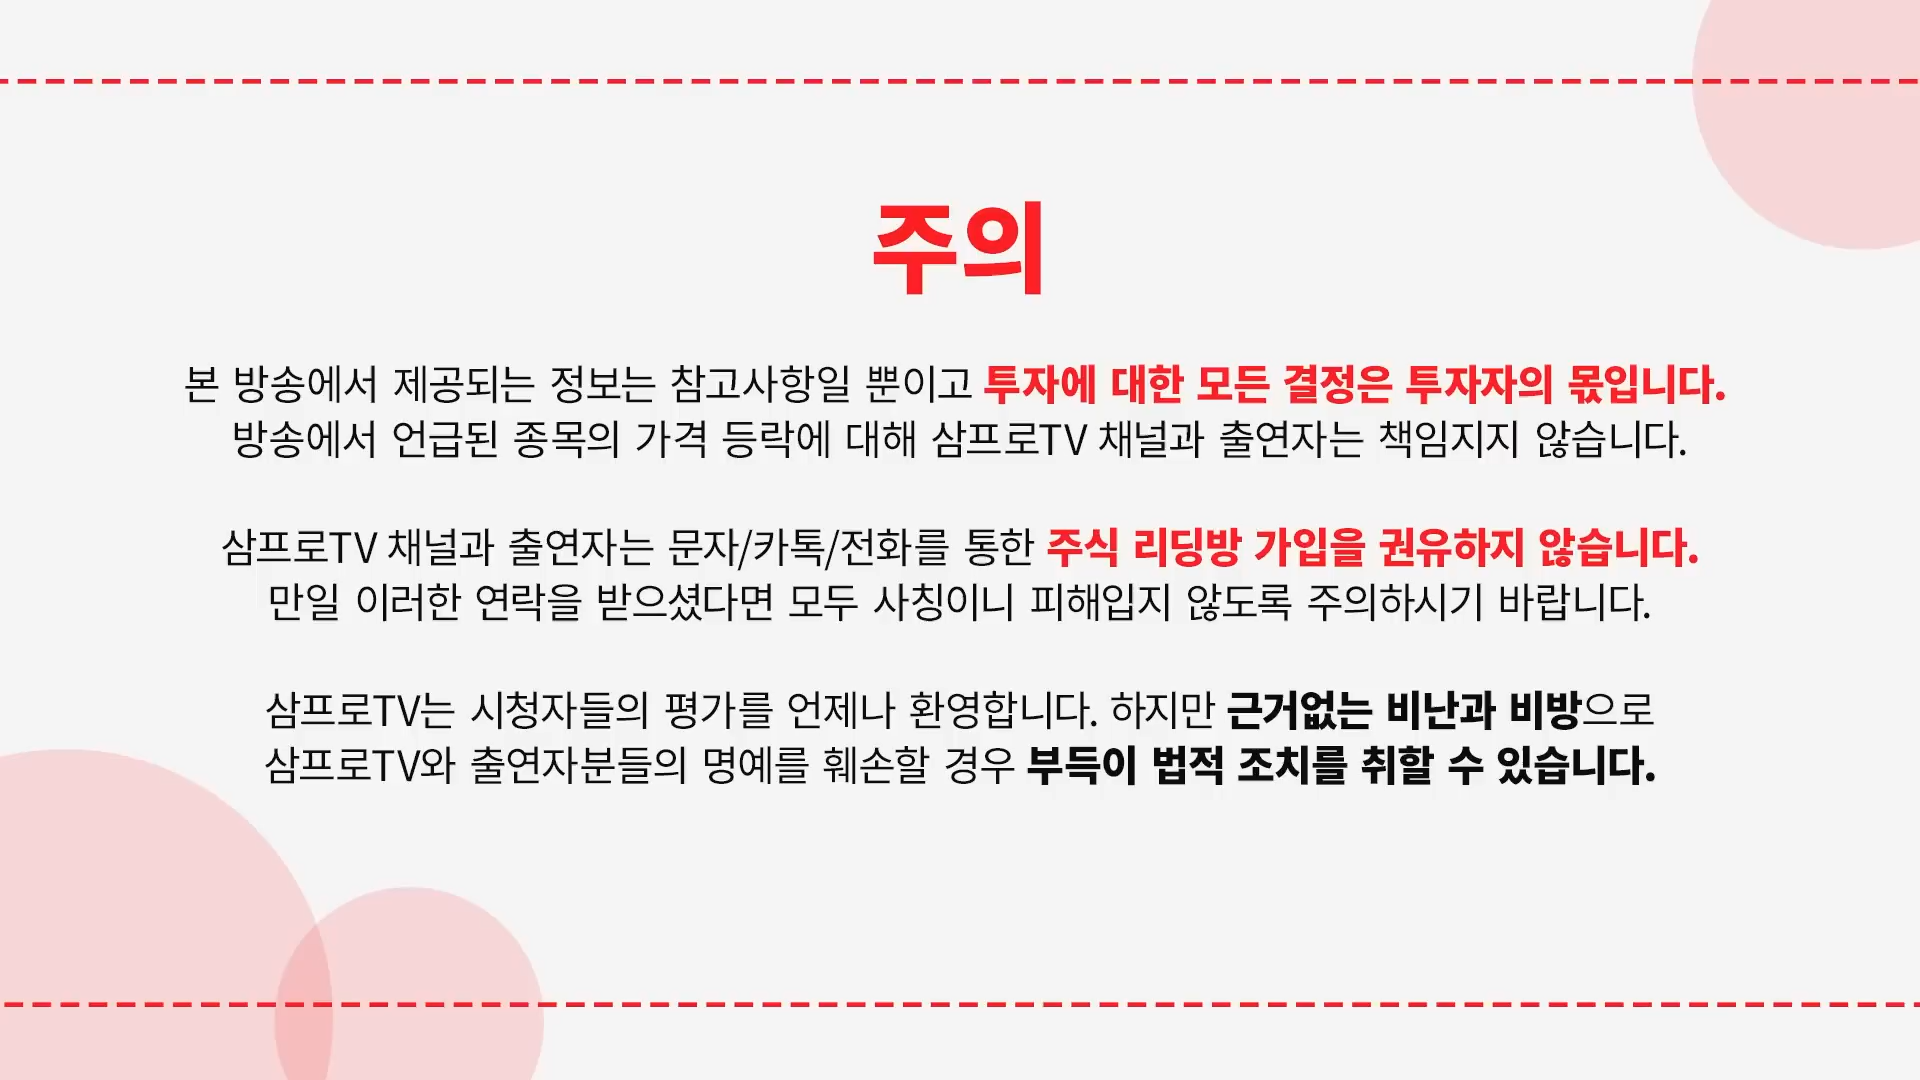 주의
본 방송에서 제공되는 정보는 참고사항일 뿐이고 투자에 대한 모든 결정은 투자자의 몫입니다.
방송에서 언급된 종목의 가격 등락에 대해 삼프로TV 채널과 출연자는 책임지지 않습니다.
삼프로TV 채널과 출연자는 문자/카톡/전화를 통한 주식 리딩방 가입을 권유하지 않습니다.
만일 이러한 연락을 받으셨다면 모두 사칭이니 피해입지 않도록 주의하시기 바랍니다.
삼프로TV는 시청자들의 평가를 언제나 환영합니다. 하지만 근거없는 비난과 비방으로
삼프로TV와 출연자분들의 명예를 훼손할 경우 부득이 법적 조치를 취할 수 있습니다.